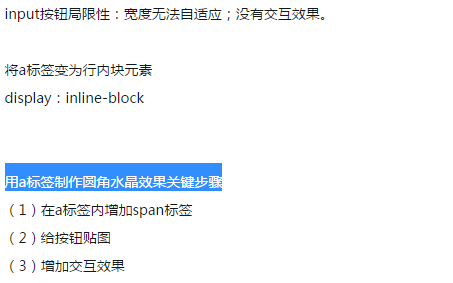 input按钮局限性：宽度无法自适应；没有交互效果。
将a标签变为行内块元素
display：inline-block
用a标签制作圆角水晶效果关键步骤
（1）在a标签内增加span标签
（2）给按钮贴图
（3）增加交互效果